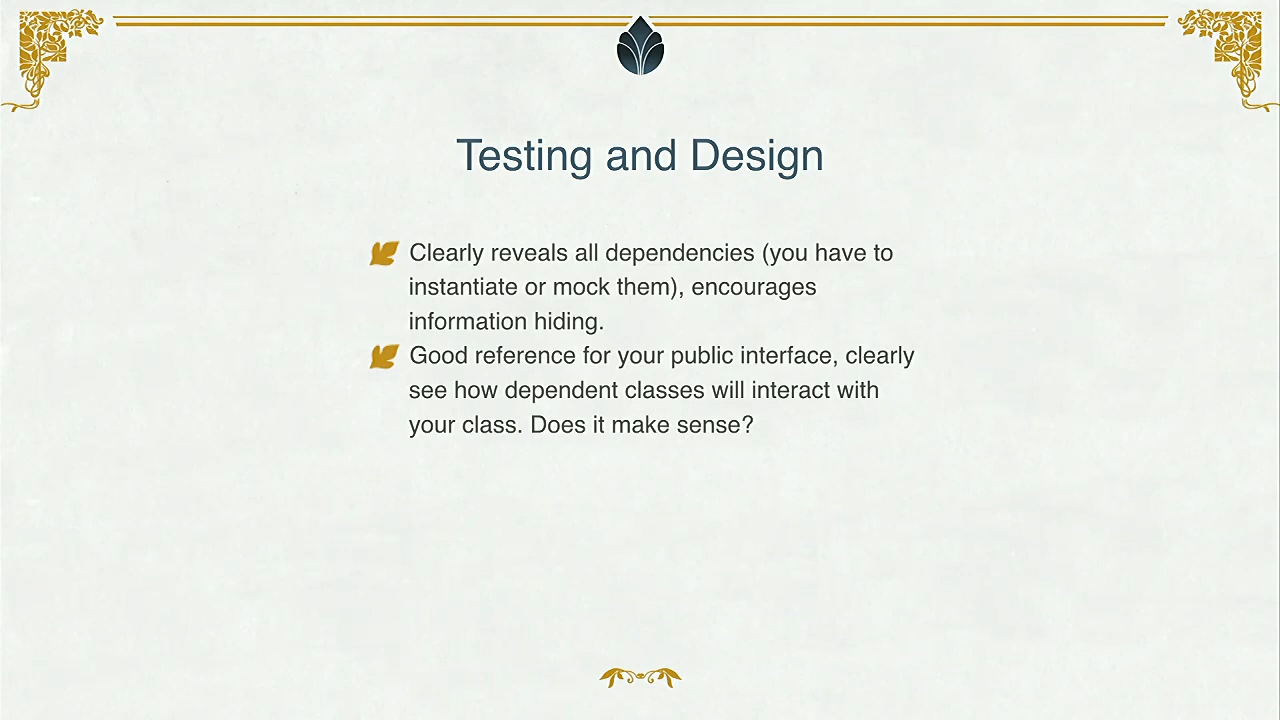 Testing and Design
Clearly reveals all dependencies (you have to
instantiate or mock them), encourages
information hiding.
Good reference for your public interface, clearly
see how dependent classes will interact with
your class. Does it make sense?